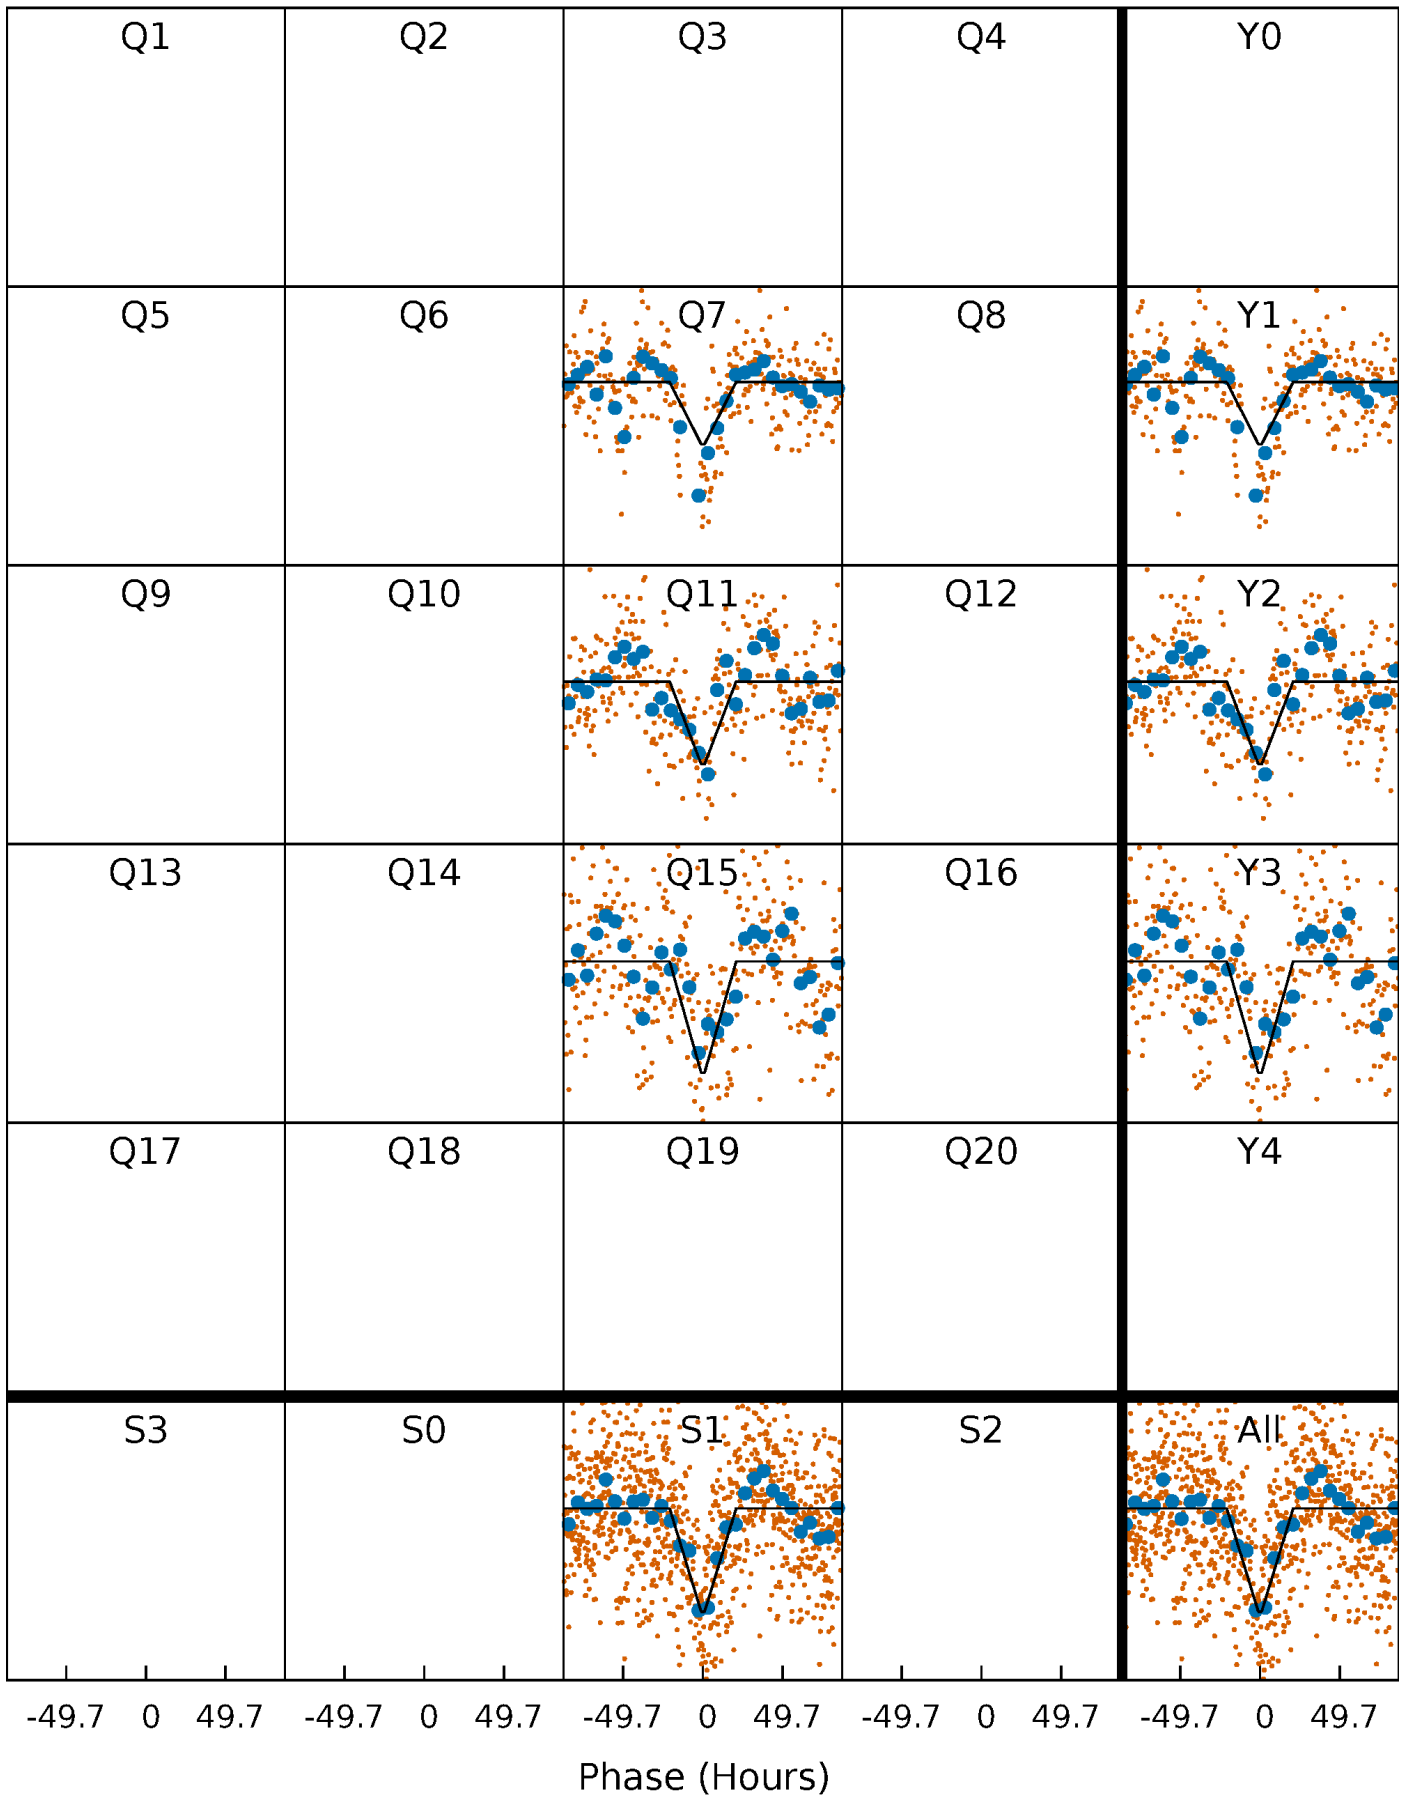 Q1 Q2 Q3 Q4 Y0
Q5 Q6 Q7 Q8 Y1
Q9 Q10 Q11 Q12 Y2
Q13 Q14 Q15 Q16 Y3
Q17 Q18 Q19 Q20 Y4
S3 S0 S1 S2 All
-49.7 0 49.7 -49.7 0 49.7 -49.7 0 49.7 -49.7 0 49.7 -49.7 0 49.7
Phase (Hours)